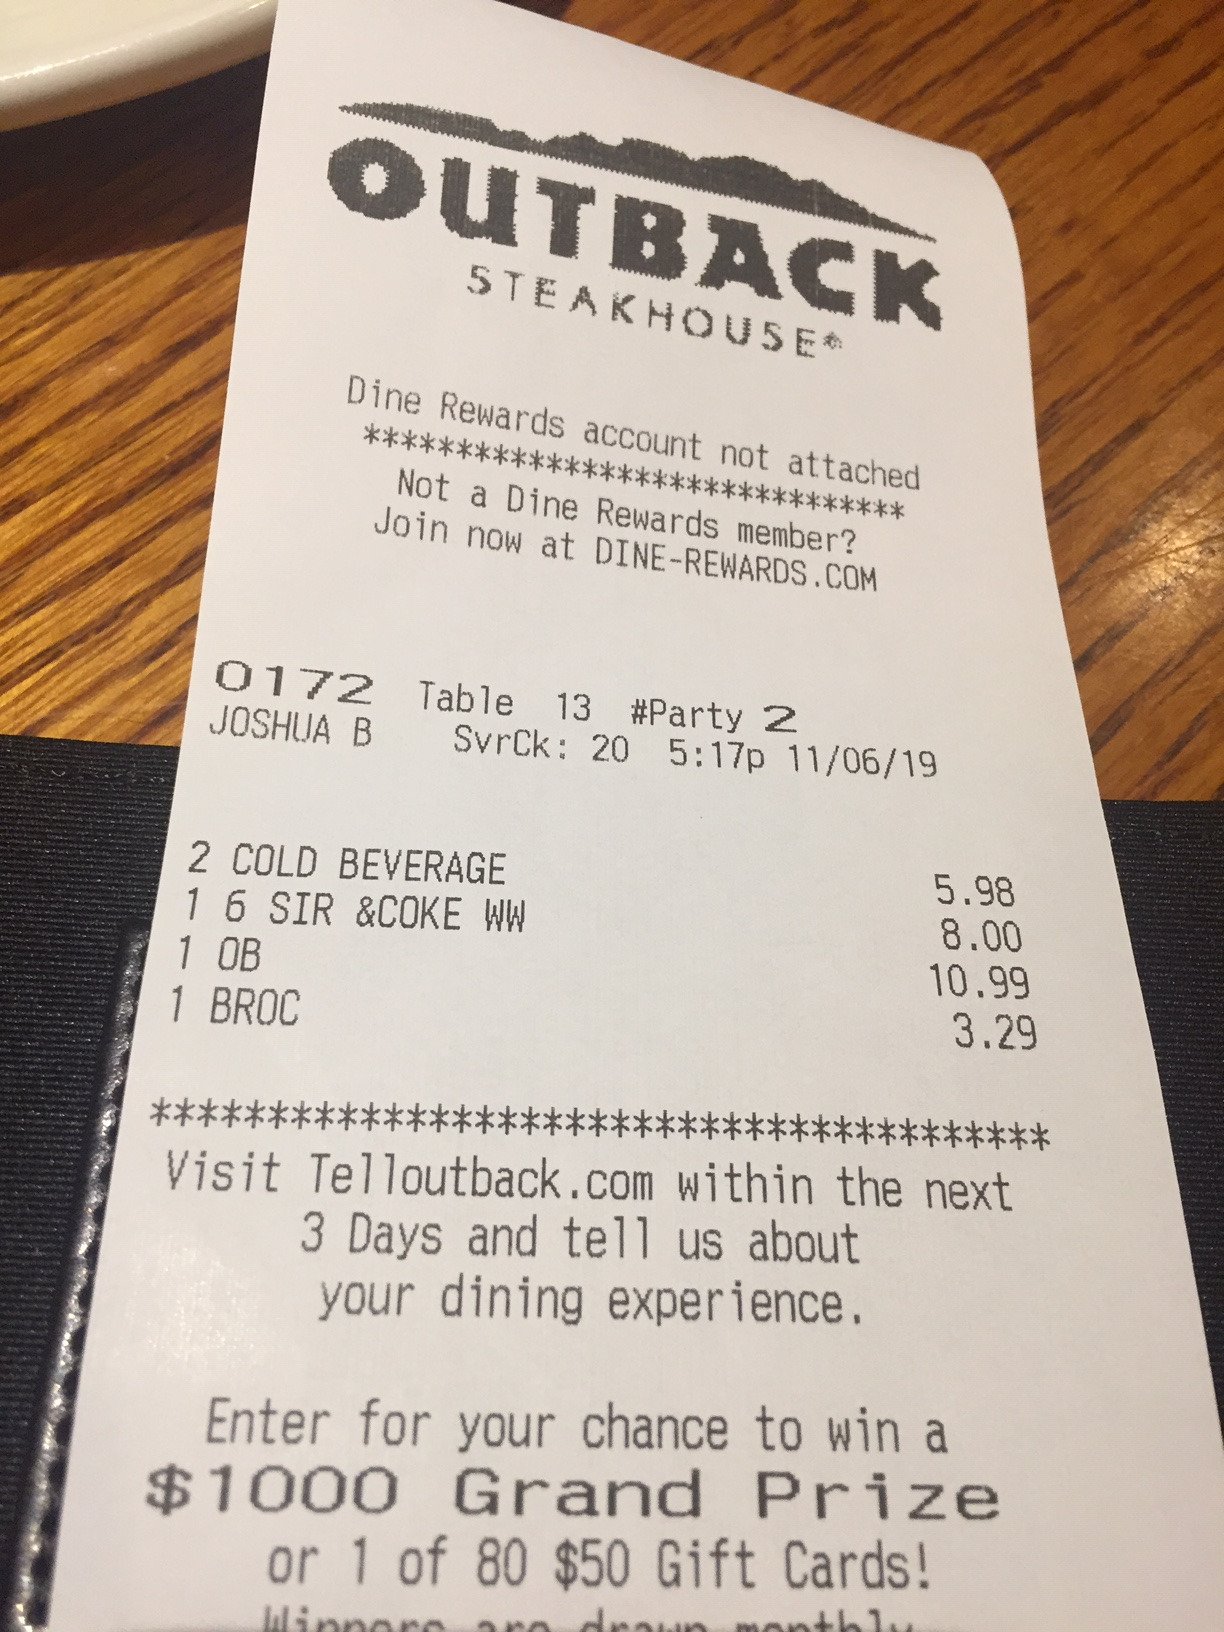 OUTBACK
STEAKHOUSE®
Dine Rewards account not attached
******************************
Not a Dine Rewards member?
Join now at DINE-REWARDS.COM
0172 Table 13 #Party 2
JOSHUA B SvrCk: 20 5:17p 11/06/19
2 COLD BEVERAGE 5.98
1 6 SIR &COKE WW 8.00
1 OB 10.99
1 BROC 3.29
****************************************
Visit Telloutback.com within the next
3 Days and tell us about
your dining experience.
Enter for your chance to win a
$1000 Grand Prize
or 1 of 80 $50 Gift Cards!
Winners are drawn monthly